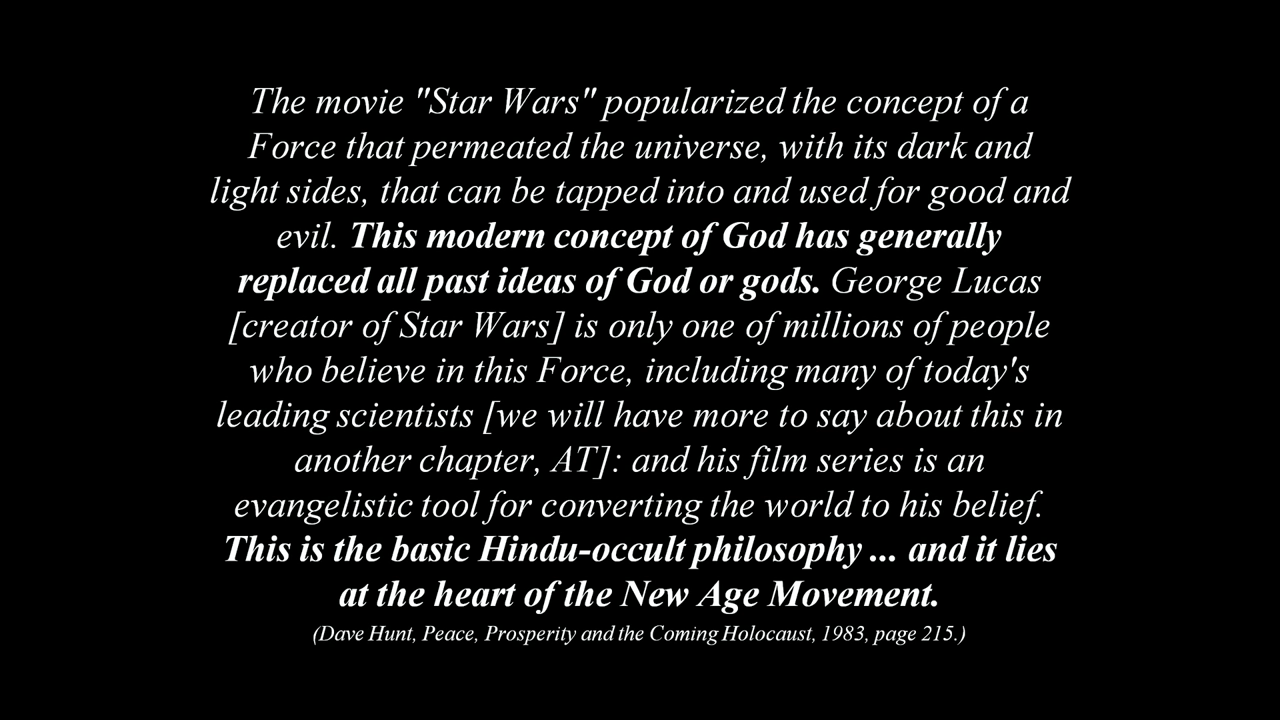 The movie "Star Wars" popularized the concept of a
Force that permeated the universe, with its dark and
light sides, that can be tapped into and used for good and
evil. This modern concept of God has generally
replaced all past ideas of God or gods. George Lucas
[creator of Star Wars] is only one of millions of people
who believe in this Force, including many of today's
leading scientists [we will have more to say about this in
another chapter, AT]: and his film series is an
evangelistic tool for converting the world to his belief.
This is the basic Hindu-occult philosophy ... and it lies
at the heart of the New Age Movement.
(Dave Hunt, Peace, Prosperity and the Coming Holocaust, 1983, page 215.)